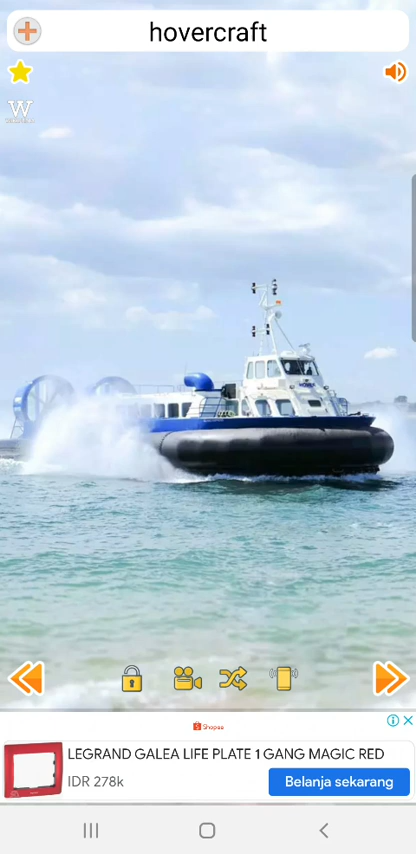 hovercraft
W
Shopee
LEGRAND GALEA LIFE PLATE 1 GANG MAGIC RED
IDR 278k
Belanja sekarang